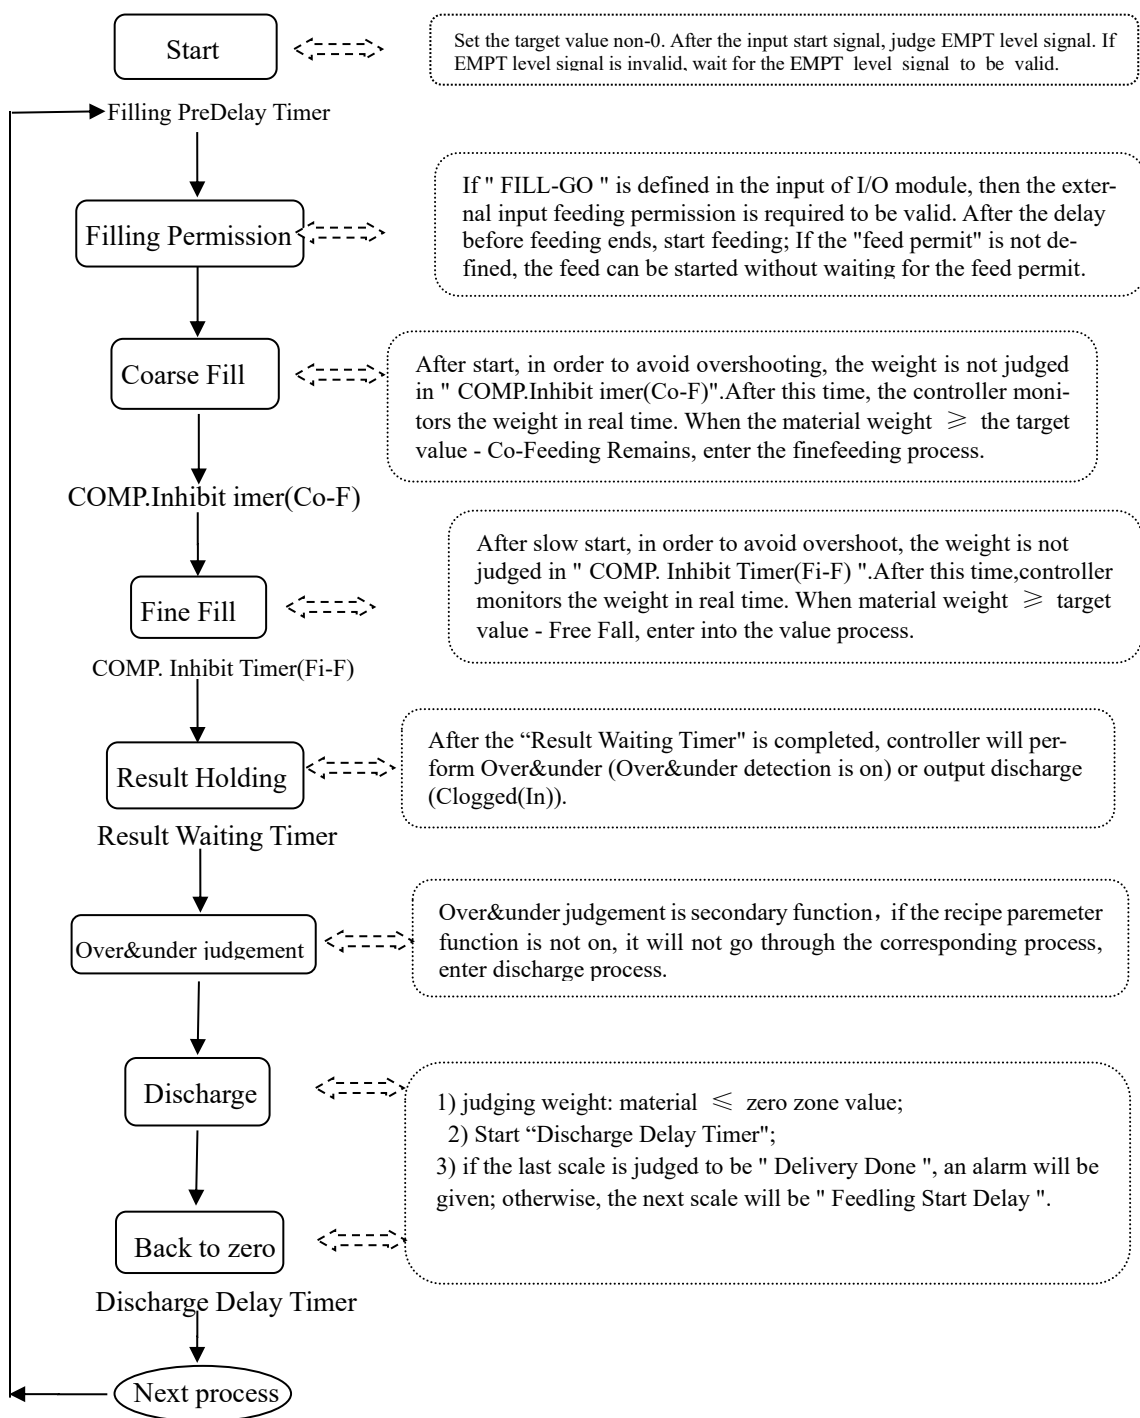 Start
Set the target value non-0. After the input start signal, judge EMPT level signal. If
EMPT level signal is invalid, wait for the EMPT level signal to be valid.
Filling PreDelay Timer
Filling Permission
If " FILL-GO " is defined in the input of I/O module, then the exter-
nal input feeding permission is required to be valid. After the delay
before feeding ends, start feeding; If the "feed permit" is not de-
fined, the feed can be started without waiting for the feed permit.
Coarse Fill
After start, in order to avoid overshooting, the weight is not judged
in " COMP.Inhibit imer(Co-F)".After this time, the controller moni-
tors the weight in real time. When the material weight ≥ the target
value - Co-Feeding Remains, enter the finefeeding process.
COMP.Inhibit imer(Co-F)
Fine Fill
After slow start, in order to avoid overshoot, the weight is not
judged in " COMP. Inhibit Timer(Fi-F) ".After this time,controller
monitors the weight in real time. When material weight ≥ target
value - Free Fall, enter into the value process.
COMP. Inhibit Timer(Fi-F)
Result Holding
After the “Result Waiting Timer" is completed, controller will per-
form Over&under (Over&under detection is on) or output discharge
(Clogged(In)).
Result Waiting Timer
Over&under judgement
Over&under judgement is secondary function，if the recipe paremeter
function is not on, it will not go through the corresponding process,
enter discharge process.
Discharge
1) judging weight: material ≤ zero zone value;
2) Start “Discharge Delay Timer";
3) if the last scale is judged to be " Delivery Done ", an alarm will be
given; otherwise, the next scale will be " Feedling Start Delay ".
Back to zero
Discharge Delay Timer
Next process